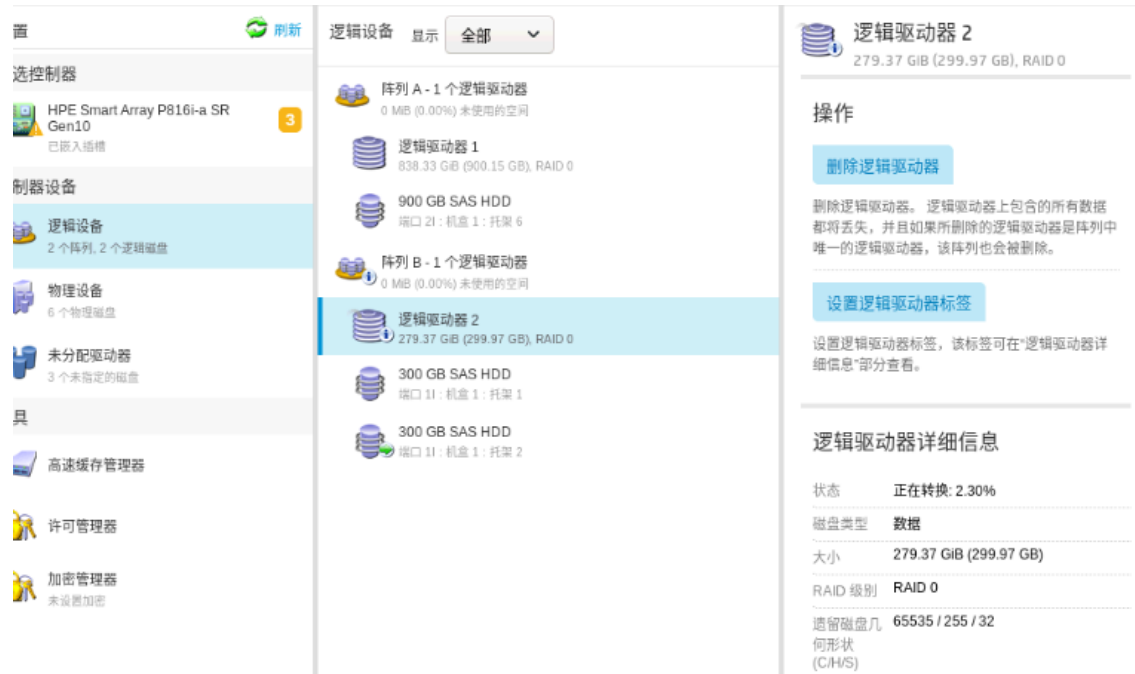 置
刷新
选控制器
HPE Smart Array P816i-a SR
Gen10
已嵌入插槽
3
制器设备
逻辑设备
2 个阵列, 2 个逻辑磁盘
物理设备
6 个物理磁盘
未分配驱动器
3 个未指定的磁盘
具
高速缓存管理器
许可管理器
加密管理器
未设置加密
逻辑设备
显示
全部
阵列 A - 1 个逻辑驱动器
0 MiB (0.00%) 未使用的空间
逻辑驱动器 1
838.33 GiB (900.15 GB), RAID 0
900 GB SAS HDD
端口 2I : 机盒 1 : 托架 6
阵列 B - 1 个逻辑驱动器
0 MiB (0.00%) 未使用的空间
逻辑驱动器 2
279.37 GiB (299.97 GB), RAID 0
300 GB SAS HDD
端口 1I : 机盒 1 : 托架 1
300 GB SAS HDD
端口 1I : 机盒 1 : 托架 2
逻辑驱动器 2
279.37 GiB (299.97 GB), RAID 0
操作
删除逻辑驱动器
删除逻辑驱动器。 逻辑驱动器上包含的所有数据
都将丢失，并且如果所删除的逻辑驱动器是阵列中
唯一的逻辑驱动器，该阵列也会被删除。
设置逻辑驱动器标签
设置逻辑驱动器标签，该标签可在“逻辑驱动器详
细信息”部分查看。
逻辑驱动器详细信息
状态 正在转换: 2.30%
磁盘类型 数据
大小 279.37 GiB (299.97 GB)
RAID 级别 RAID 0
遗留磁盘几 65535 / 255 / 32
何形状
(C/H/S)